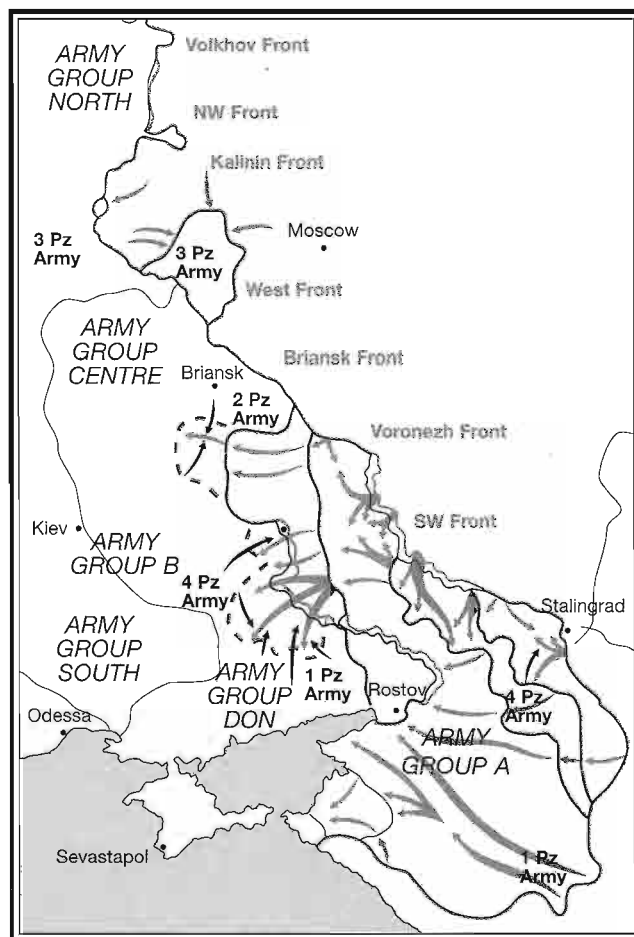 Volkhov Front
ARMY
GROUP
NORTH
NW Front
Kalinin Front
Moscow
3 Pz
Army
3 Pz
Army
West Front
ARMY
GROUP
CENTRE
Briansk Front
Briansk
2 Pz
Army
Voronezh Front
SW Front
Kiev
ARMY
GROUP B
4 Pz
Army
Stalingrad
ARMY
GROUP
SOUTH
ARMY
GROUP
DON
1 Pz
Army
Rostov
4 Pz
Army
Odessa
ARMY
GROUP A
Sevastapol
1 Pz
Army